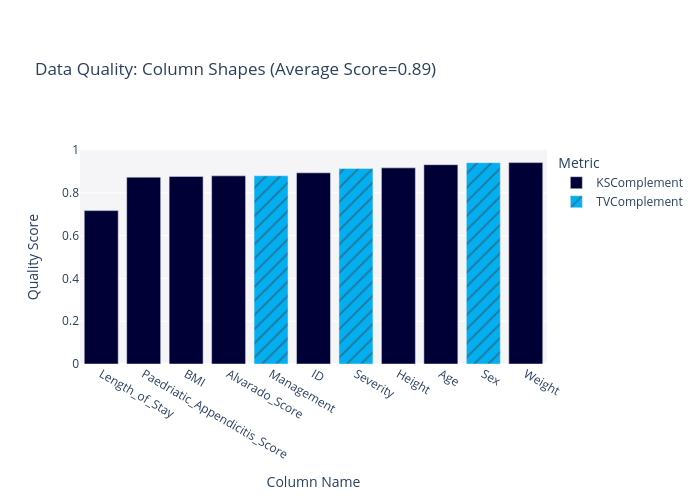 Data Quality: Column Shapes (Average Score=0.89)
Metric
KSComplement
TVComplement
Quality Score
1
0.8
0.6
0.4
0.2
0
Length_of_Stay
Paedriatic_Appendicitis_Score
BMI
Alvarado_Score
Management
ID
Severity
Height
Age
Sex
Weight
Column Name